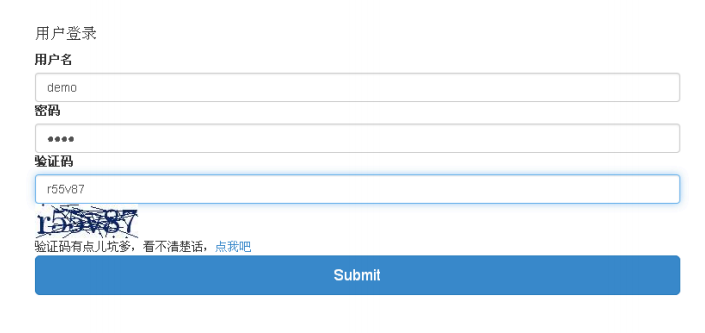 用户登录
用户名
demo
密码
••••
验证码
r55v87
r55v87
验证码有点儿坑爹，看不清楚话，点我吧
Submit